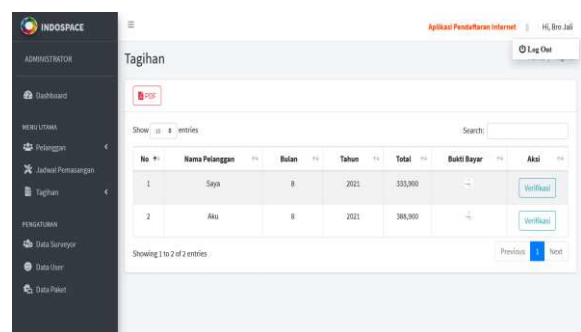 INDOSPACE
Aplikasi Pendaftaran Internet || Hi, Bro Jali
Log Out
ADMINISTRATOR
Tagihan
Dashboard
PDF
MENU UTAMA
Pelanggan
Jadwal Pemasangan
Tagihan
PENGATURAN
Data Surveyor
Data User
Data Paket
Show 10 entries
Search:
No Nama Pelanggan Bulan Tahun Total Bukti Bayar Aksi
1 Saya 8 2021 333,900 Verifikasi
2 Aku 8 2021 388,900 Verifikasi
Showing 1 to 2 of 2 entries
Previous 1 Next